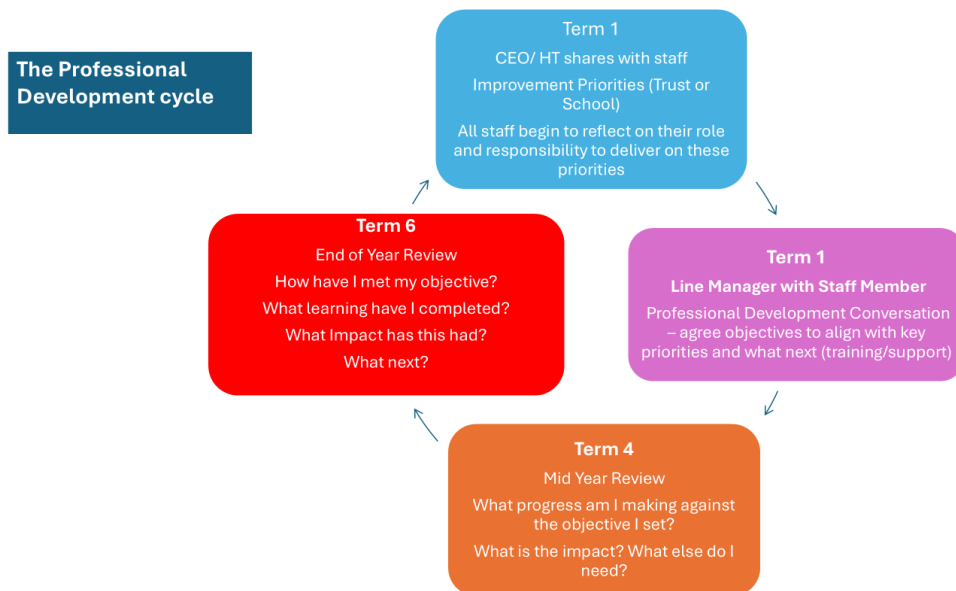 The Professional
Development cycle
Term 1
CEO/ HT shares with staff
Improvement Priorities (Trust or
School)
All staff begin to reflect on their role
and responsibility to deliver on these
priorities
Term 1
Line Manager with Staff Member
Professional Development Conversation
– agree objectives to align with key
priorities and what next (training/support)
Term 4
Mid Year Review
What progress am I making against
the objective I set?
What is the impact? What else do I
need?
Term 6
End of Year Review
How have I met my objective?
What learning have I completed?
What Impact has this had?
What next?